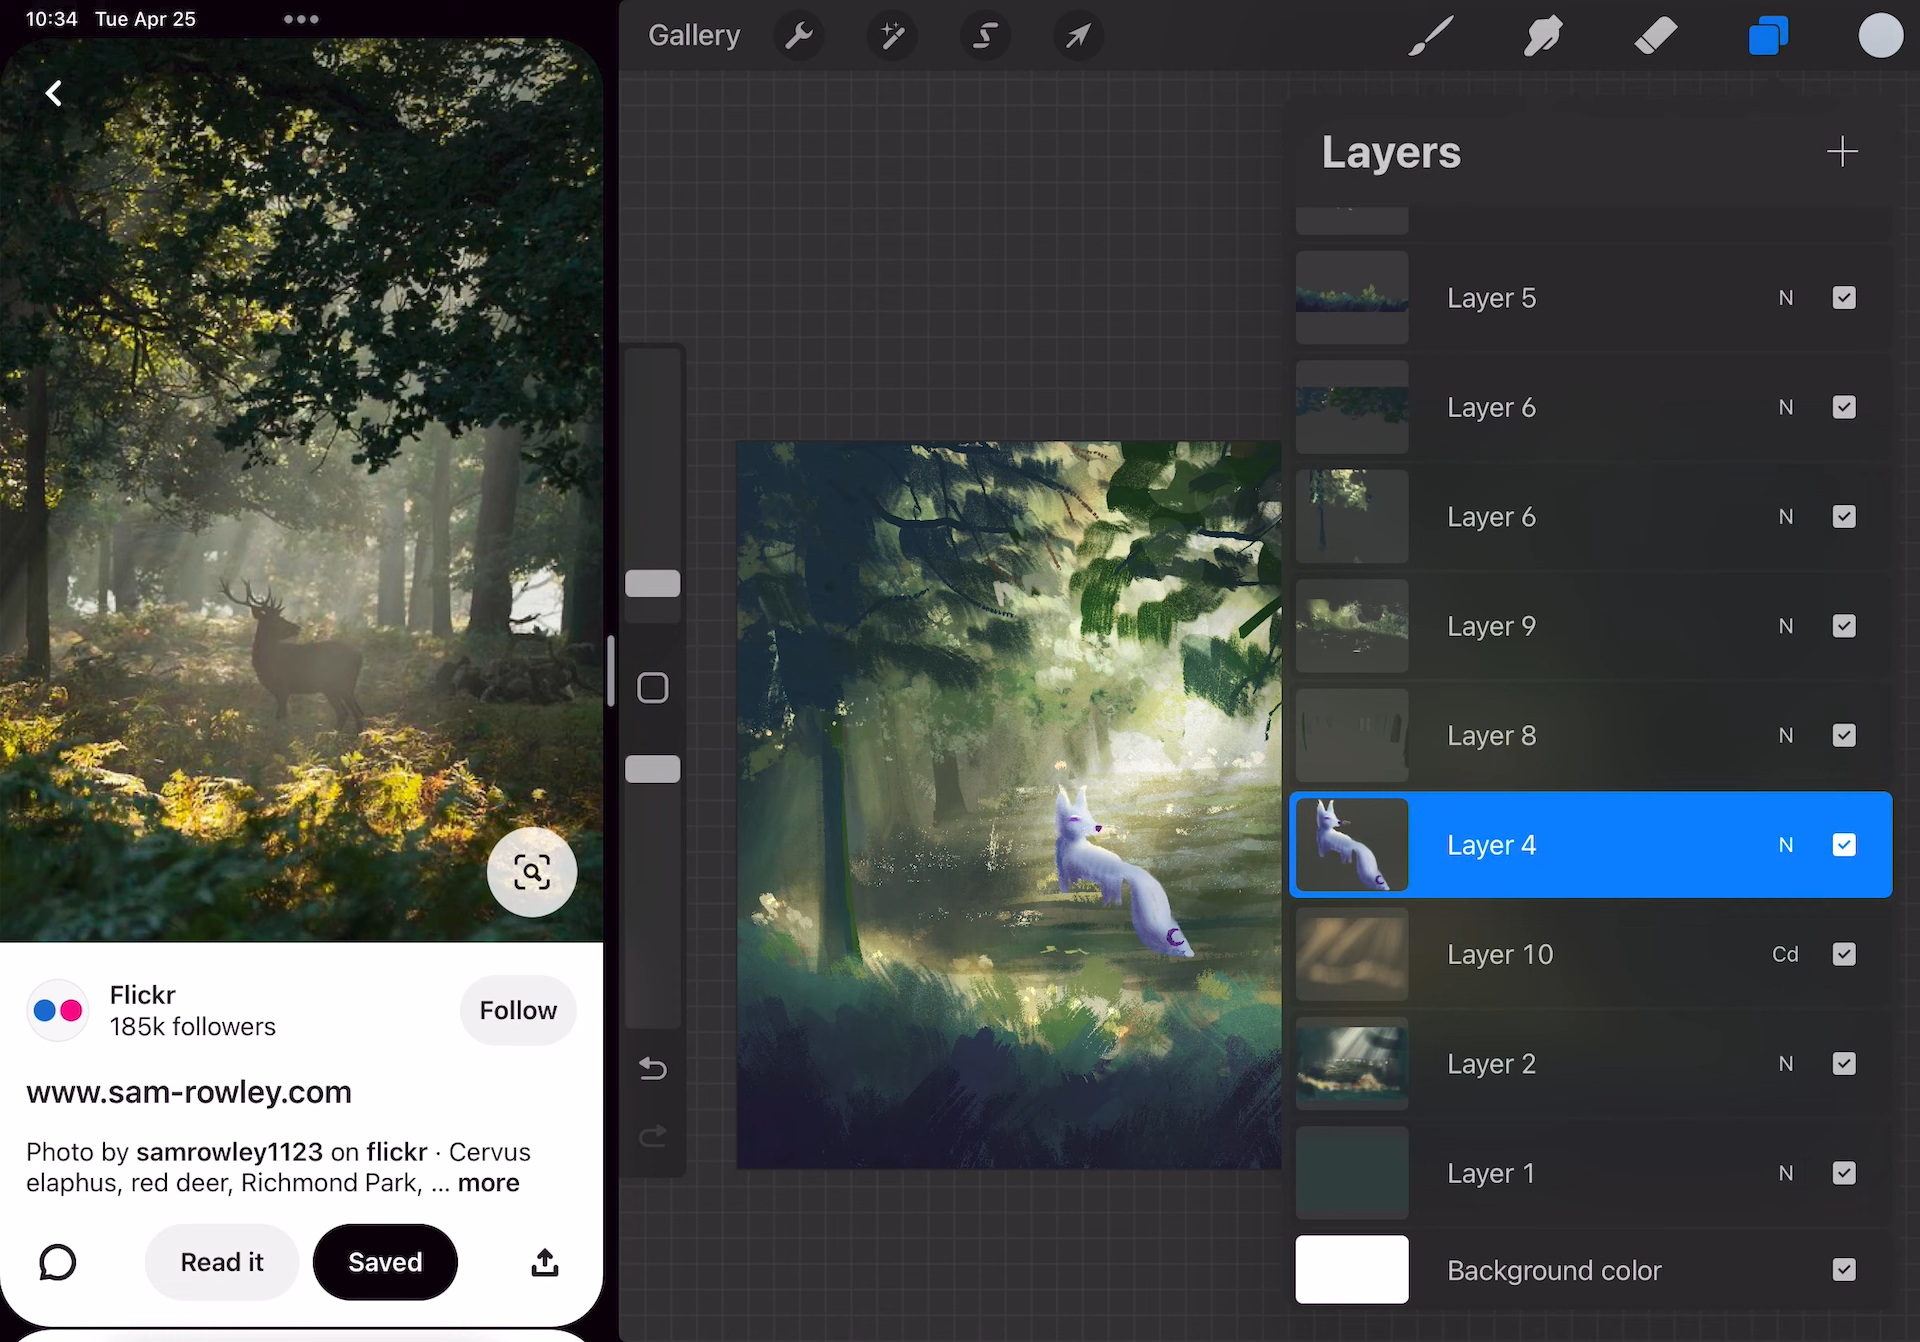 10:34 Tue Apr 25
Flickr
185k followers
Follow
www.sam-rowley.com
Photo by samrowley1123 on flickr · Cervus
elaphus, red deer, Richmond Park, ... more
Read it
Saved
Gallery
Layers
Layer 5 N
Layer 6 N
Layer 6 N
Layer 9 N
Layer 8 N
Layer 4 N
Layer 10 Cd
Layer 2 N
Layer 1 N
Background color